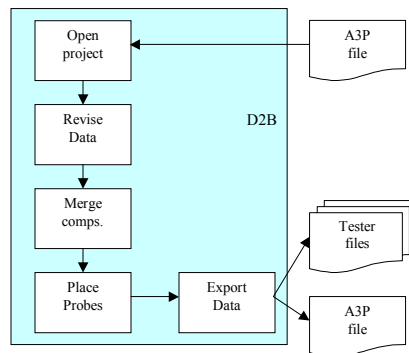 Open
project
A3P
file
D2B
Revise
Data
Merge
comps.
Tester
files
Place
Probes
Export
Data
A3P
file